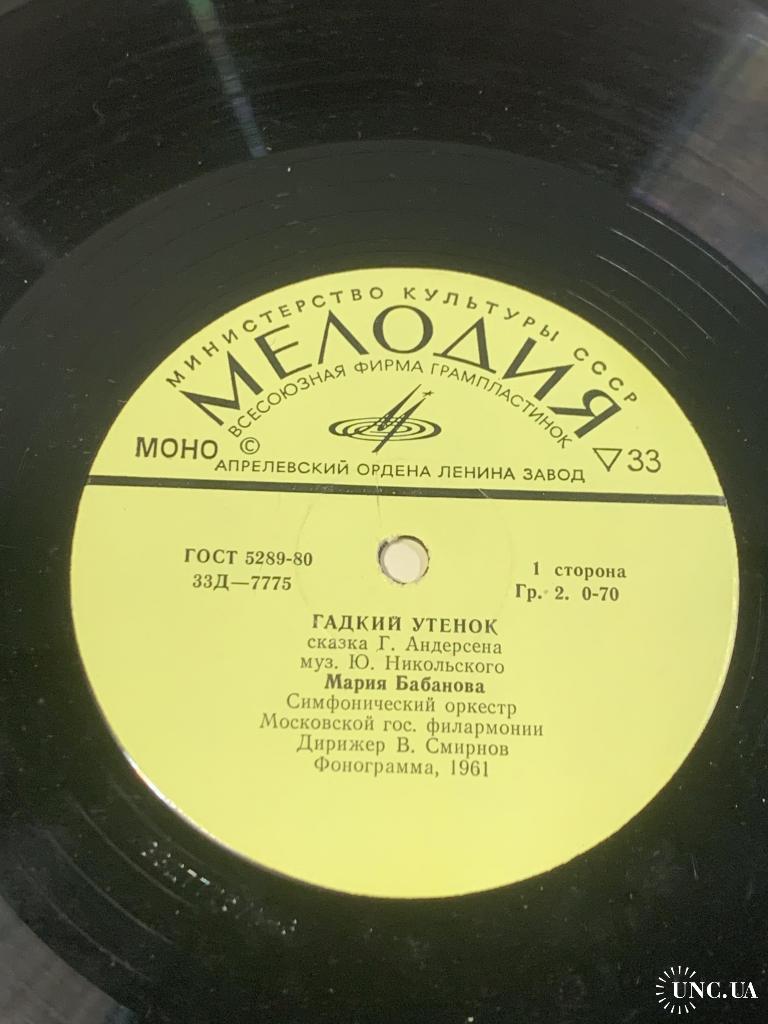 МИНИСТЕРСТВО КУЛЬТУРЫ СССР
МЕЛОДИЯ
ВСЕСОЮЗНАЯ ФИРМА ГРАМПЛАСТИНОК
МОНО ©
▽33
АПРЕЛЕВСКИЙ ОРДЕНА ЛЕНИНА ЗАВОД
ГОСТ 5289-80
33Д—7775
1 сторона
Гр. 2. 0-70
ГАДКИЙ УТЕНОК
сказка Г. Андерсена
муз. Ю. Никольского
Мария Бабанова
Симфонический оркестр
Московской гос. филармонии
Дирижер В. Смирнов
Фонограмма, 1961
UNC.UA